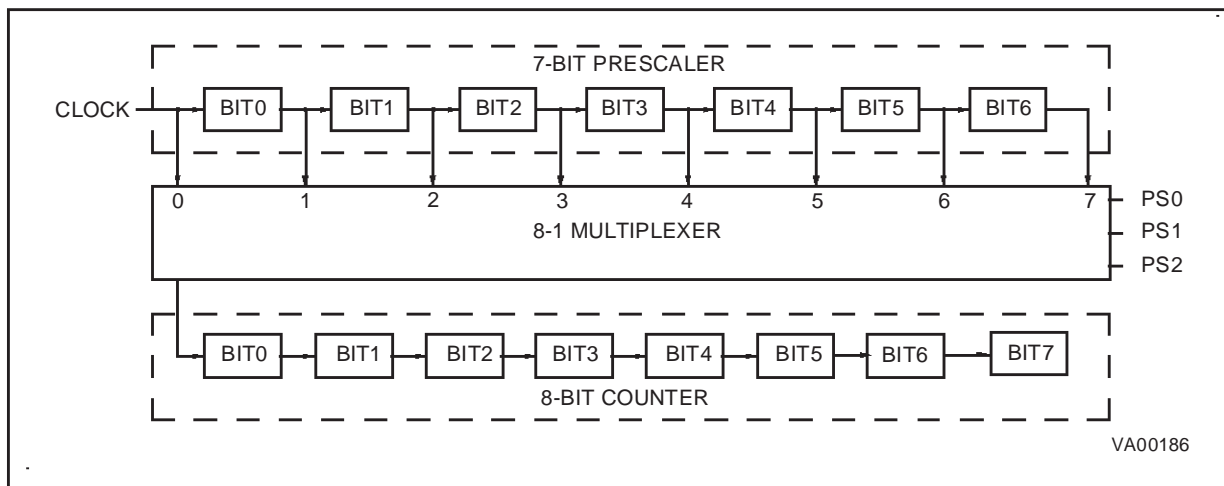 7-BIT PRESCALER
CLOCK BIT0 BIT1 BIT2 BIT3 BIT4 BIT5 BIT6
0 1 2 3 4 5 6 7 PS0
8-1 MULTIPLEXER PS1
PS2
BIT0 BIT1 BIT2 BIT3 BIT4 BIT5 BIT6 BIT7
8-BIT COUNTER
VA00186